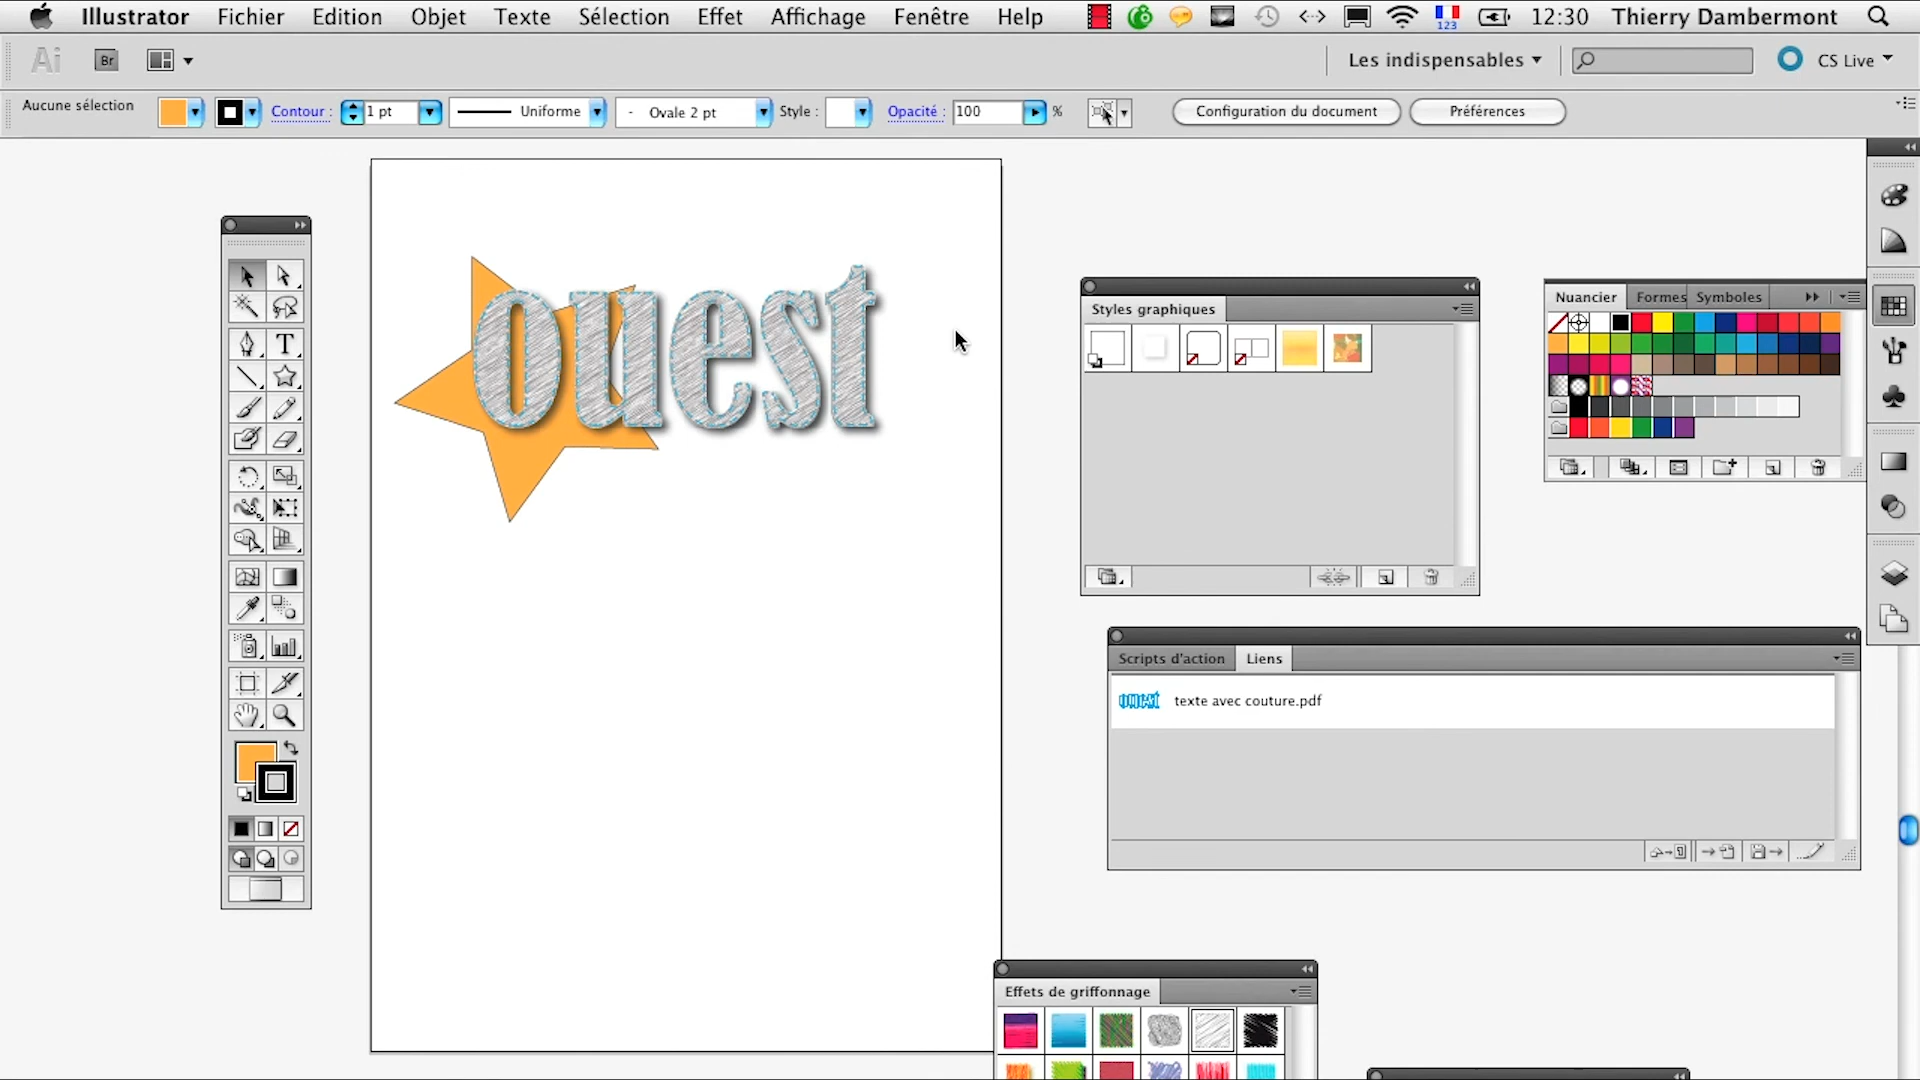 Illustrator Fichier Edition Objet Texte Sélection Effet Affichage Fenêtre Help 123 12:30 Thierry Dambermont
Ai Br Les indispensables CS Live
Aucune sélection Contour : 1 pt Uniforme - Ovale 2 pt Style : Opacité : 100 % Configuration du document Préférences
ouest
T
Styles graphiques
Nuancier Formes Symboles
Scripts d'action Liens
ouest texte avec couture.pdf
Effets de griffonnage